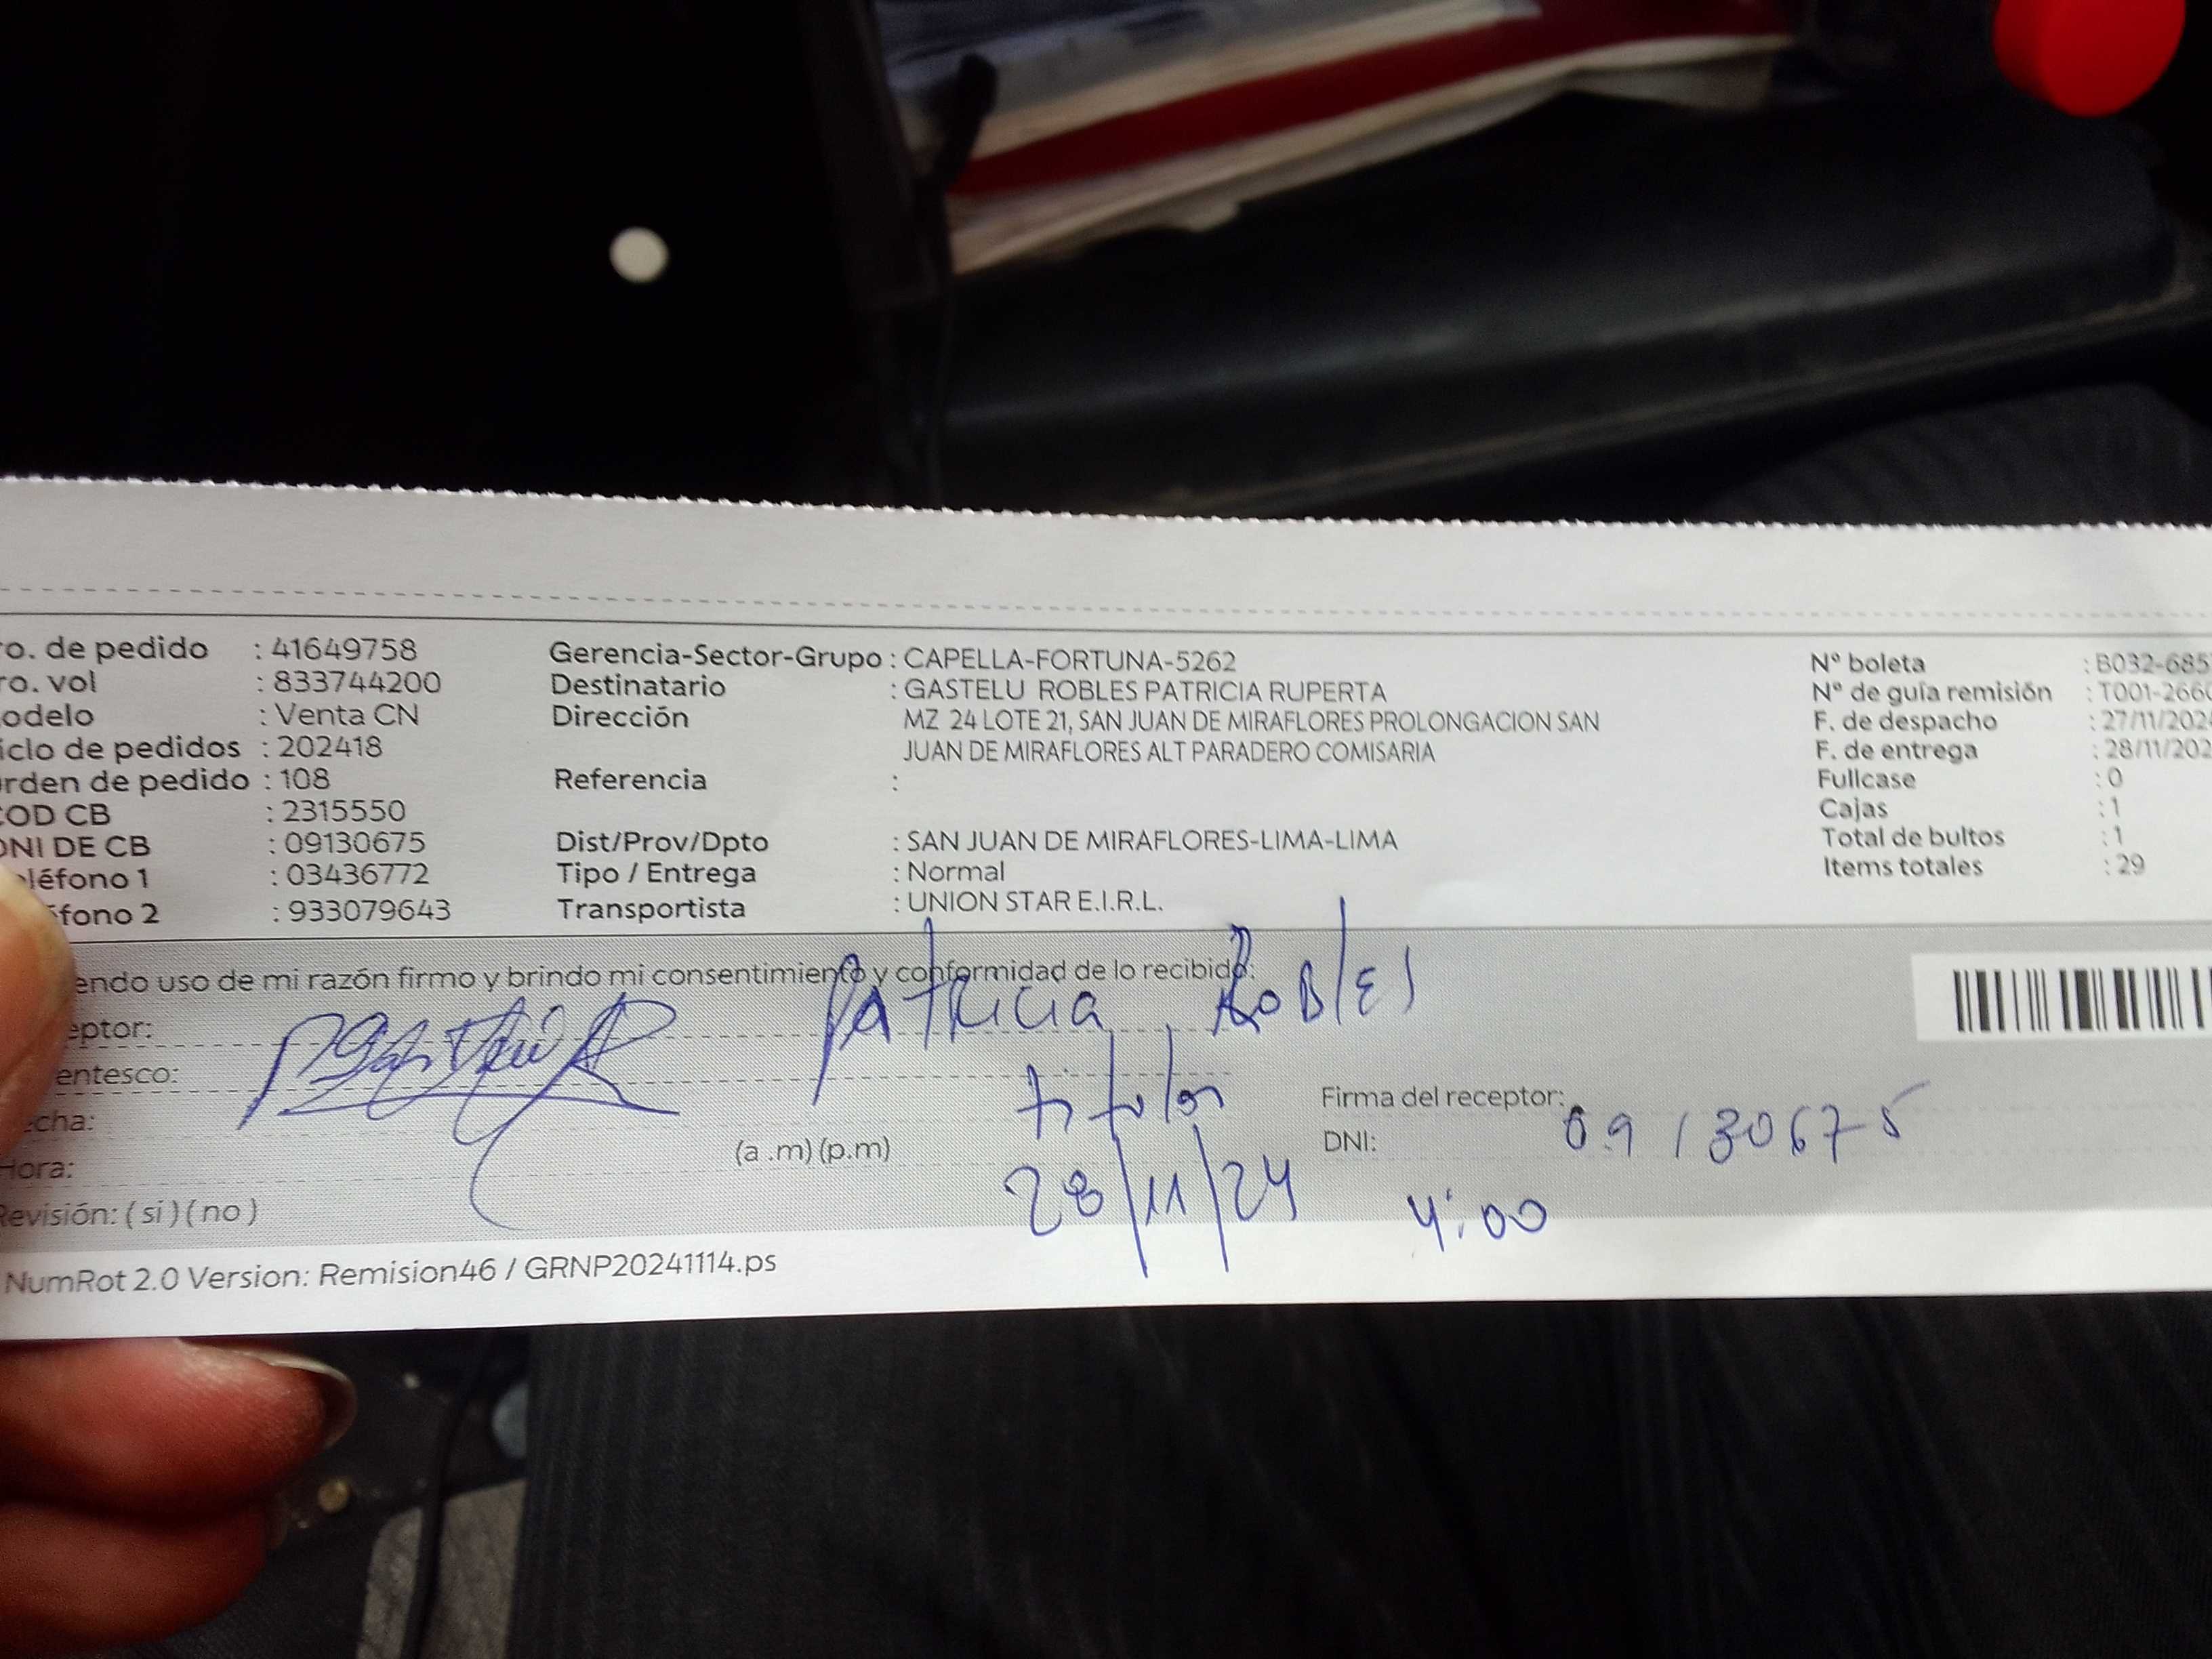 ro. de pedido : 41649758
ro. vol : 833744200
odelo : Venta CN
iclo de pedidos : 202418
rden de pedido : 108
COD CB : 2315550
DNI DE CB : 09130675
léfono 1 : 03436772
éfono 2 : 933079643
Gerencia-Sector-Grupo : CAPELLA-FORTUNA-5262
Destinatario : GASTELU ROBLES PATRICIA RUPERTA
Dirección MZ 24 LOTE 21, SAN JUAN DE MIRAFLORES PROLONGACION SAN
JUAN DE MIRAFLORES ALT PARADERO COMISARIA
Referencia :
Dist/Prov/Dpto : SAN JUAN DE MIRAFLORES-LIMA-LIMA
Tipo / Entrega : Normal
Transportista : UNION STAR E.I.R.L.
N° boleta : B032-685
N° de guía remisión : T001-266
F. de despacho : 27/11/202
F. de entrega : 28/11/202
Fullcase : 0
Cajas : 1
Total de bultos : 1
Items totales : 29
endo uso de mi razón firmo y brindo mi consentimiento y conformidad de lo recibido:
eptor: Patricia Robles
entesco: titular
cha: 28/11/24
Hora: (a .m) (p.m) 4:00
Revisión: ( si ) ( no )
Firma del receptor:
DNI: 09130675
NumRot 2.0 Version: Remision46 / GRNP20241114.ps